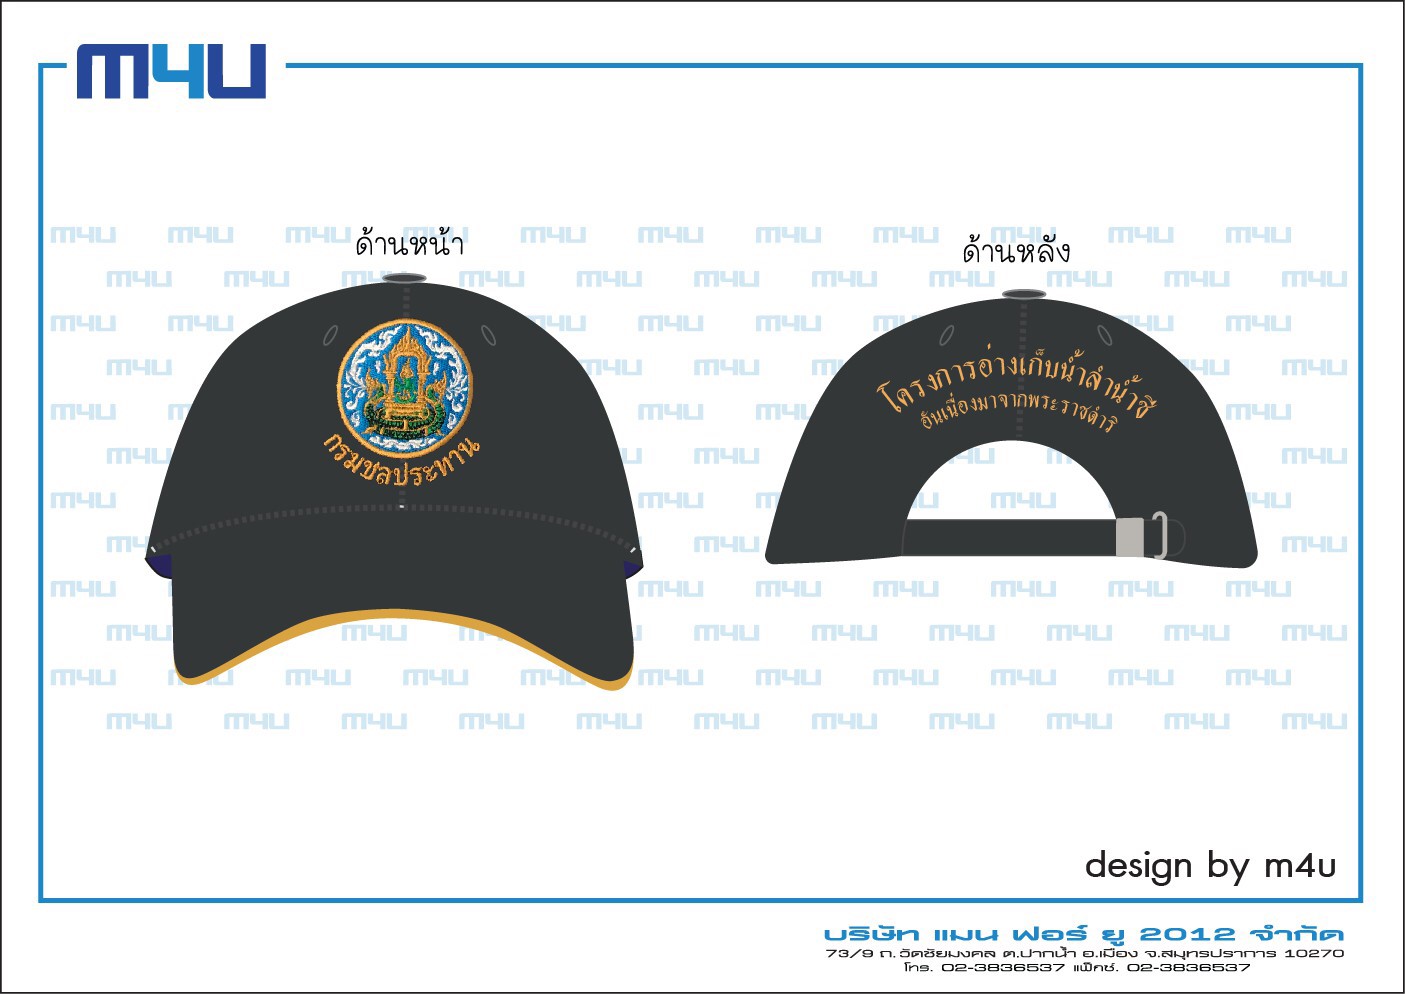 m4u
ด้านหน้า
ด้านหลัง
กรมชลประทาน
โครงการอ่างเก็บน้ำลำน้ำชี
อันเนื่องมาจากพระราชดำริ
design by m4u
บริษัท แมน ฟอร์ ยู 2012 จำกัด
73/9 ถ.วัดชัยมงคล ต.ปากน้ำ อ.เมือง จ.สมุทรปราการ 10270
โทร. 02-3836537 แฟ็กซ์. 02-3836537